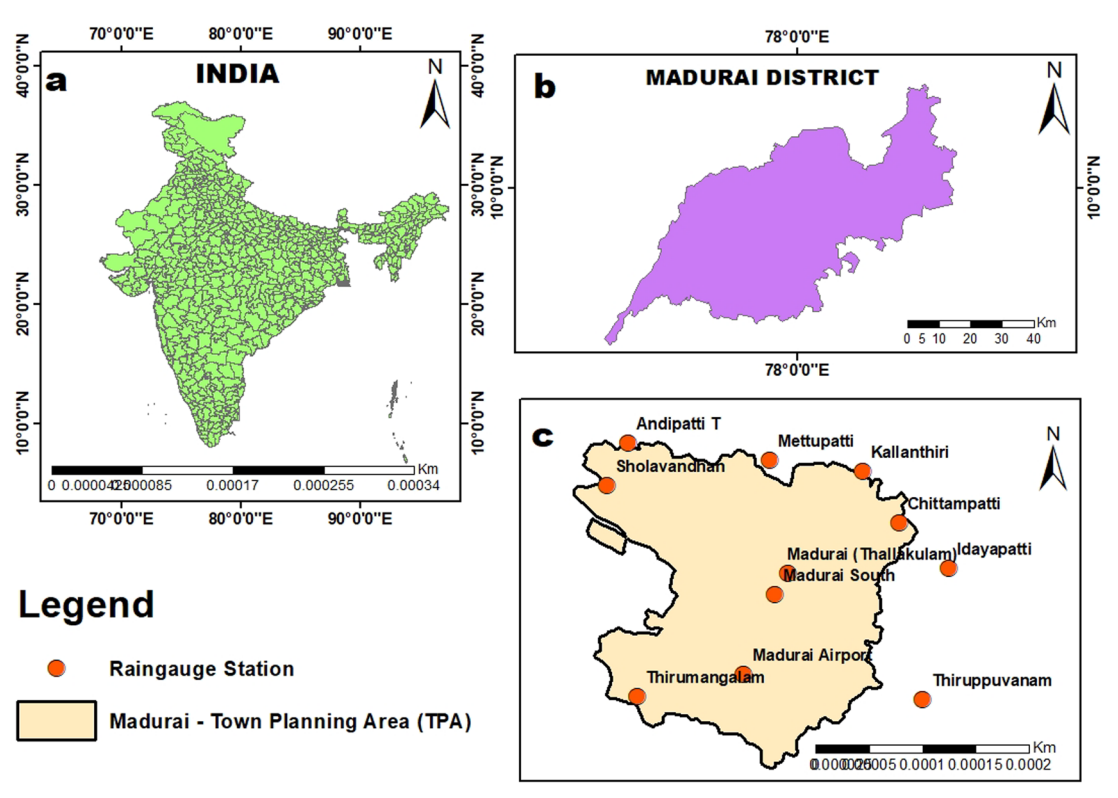 70°0'0"E 80°0'0"E 90°0'0"E
a
INDIA
N
40°0'0"N
40°0'0"N
30°0'0"N
30°0'0"N
20°0'0"N
20°0'0"N
10°0'0"N
10°0'0"N
Km
0 0.00017 0.000255 0.00034
70°0'0"E 80°0'0"E 90°0'0"E
78°0'0"E
b
MADURAI DISTRICT
N
10°0'0"N
10°0'0"N
Km
0 5 10 20 30 40
78°0'0"E
c
N
Andipatti T
Mettupatti
Kallanthiri
Sholavandhan
Chittampatti
Idayapatti
Madurai (Thallakulam)
Madurai South
Madurai Airport
Thirumangalam
Thiruppuvanam
Km
0.0001 0.00015 0.0002
Legend
Raingauge Station
Madurai - Town Planning Area (TPA)